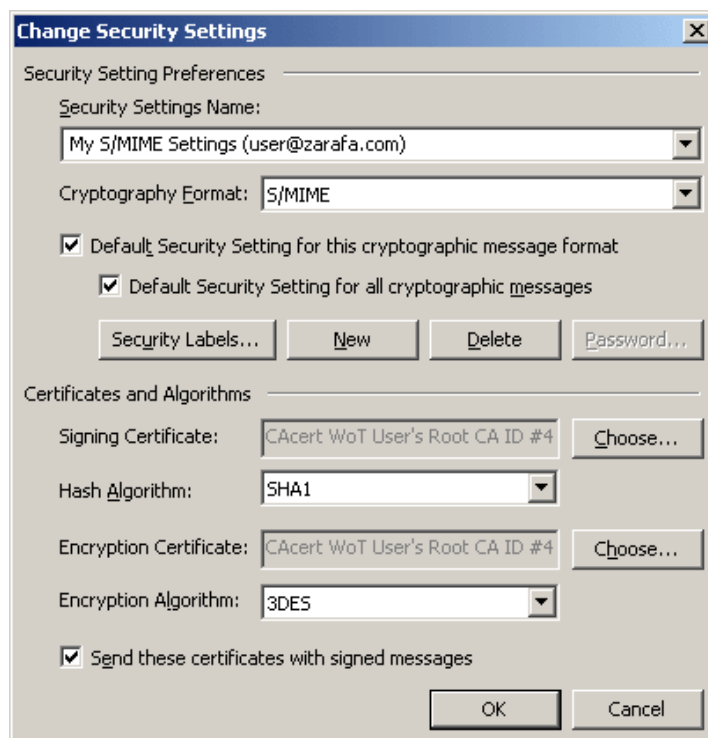 Change Security Settings
Security Setting Preferences
Security Settings Name:
My S/MIME Settings (user@zarafa.com)
Cryptography Format: S/MIME
Default Security Setting for this cryptographic message format
Default Security Setting for all cryptographic messages
Security Labels... New Delete Password...
Certificates and Algorithms
Signing Certificate: CAcert WoT User's Root CA ID #4 Choose...
Hash Algorithm: SHA1
Encryption Certificate: CAcert WoT User's Root CA ID #4 Choose...
Encryption Algorithm: 3DES
Send these certificates with signed messages
OK Cancel